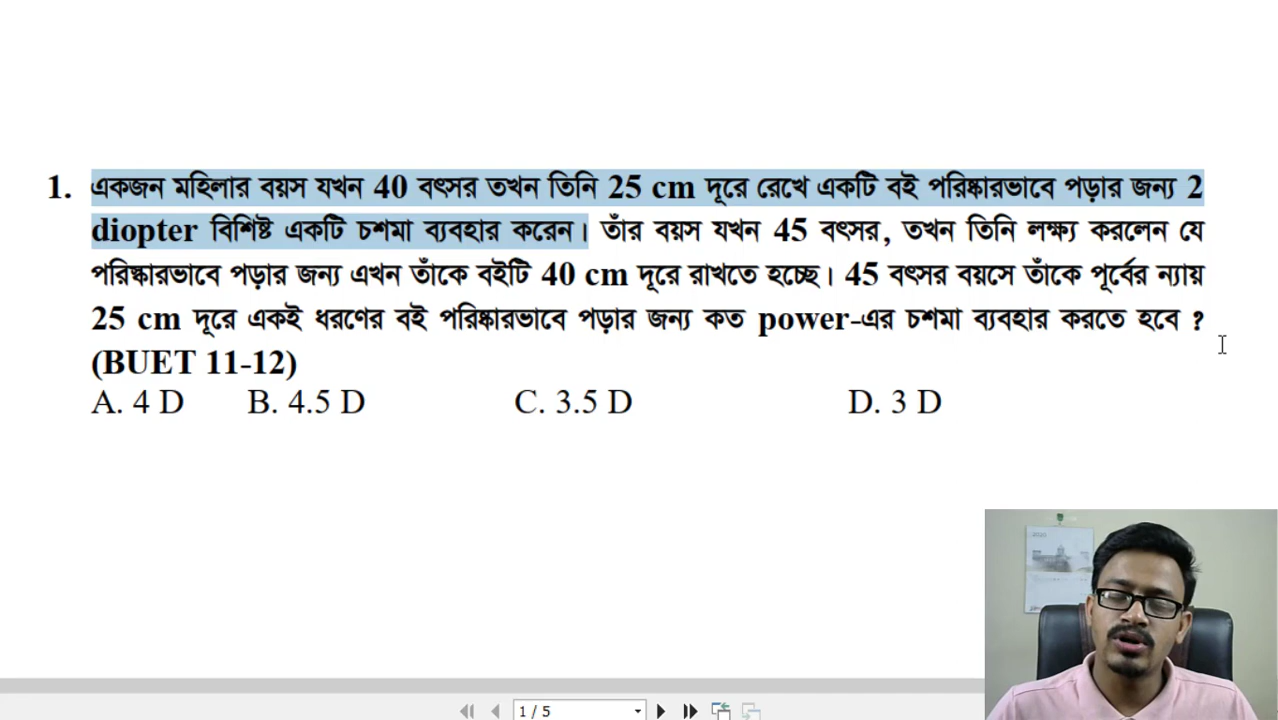 1. একজন মহিলার বয়স যখন 40 বৎসর তখন তিনি 25 cm দূরে রেখে একটি বই পরিষ্কারভাবে পড়ার জন্য 2
diopter বিশিষ্ট একটি চশমা ব্যবহার করেন। তাঁর বয়স যখন 45 বৎসর, তখন তিনি লক্ষ্য করলেন যে
পরিষ্কারভাবে পড়ার জন্য এখন তাঁকে বইটি 40 cm দূরে রাখতে হচ্ছে। 45 বৎসর বয়সে তাঁকে পূর্বের ন্যায়
25 cm দূরে একই ধরণের বই পরিষ্কারভাবে পড়ার জন্য কত power-এর চশমা ব্যবহার করতে হবে ?
(BUET 11-12)
A. 4 D B. 4.5 D C. 3.5 D D. 3 D
1 / 5